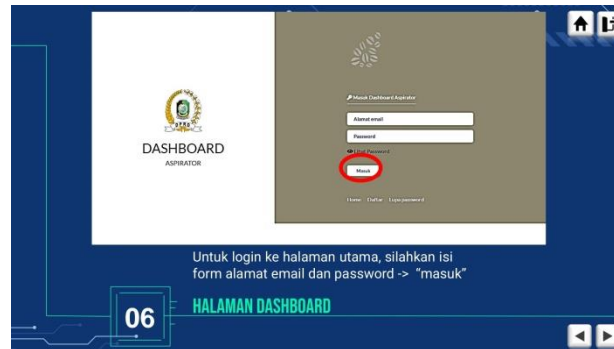 DPRD
DASHBOARD
ASPIRATOR
Masuk Dashboard Aspirator
Alamat email
Password
Lihat Password
Masuk
Home Daftar Lupa password
Untuk login ke halaman utama, silahkan isi
form alamat email dan password -> "masuk"
06
HALAMAN DASHBOARD